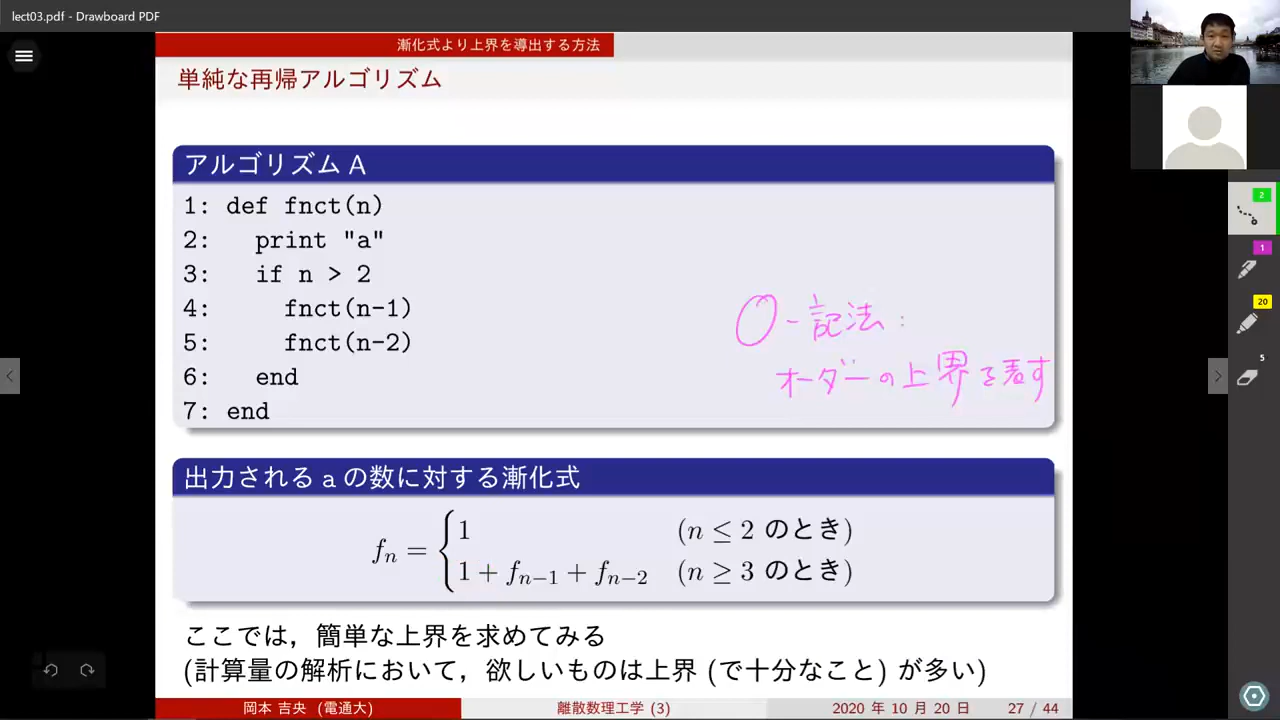 lect03.pdf - Drawboard PDF
漸化式より上界を導出する方法
単純な再帰アルゴリズム
アルゴリズム A
1: def fnct(n)
2: print "a"
3: if n > 2
4: fnct(n-1)
5: fnct(n-2)
6: end
7: end
O-記法:
オーダーの上界を表す
出力される a の数に対する漸化式
f_n = { 1 (n ≤ 2 のとき)
1 + f_{n−1} + f_{n−2} (n ≥ 3 のとき)
ここでは，簡単な上界を求めてみる
(計算量の解析において，欲しいものは上界 (で十分なこと) が多い)
岡本 吉央 (電通大) 離散数理工学 (3) 2020 年 10 月 20 日 27 / 44
2
1
20
5